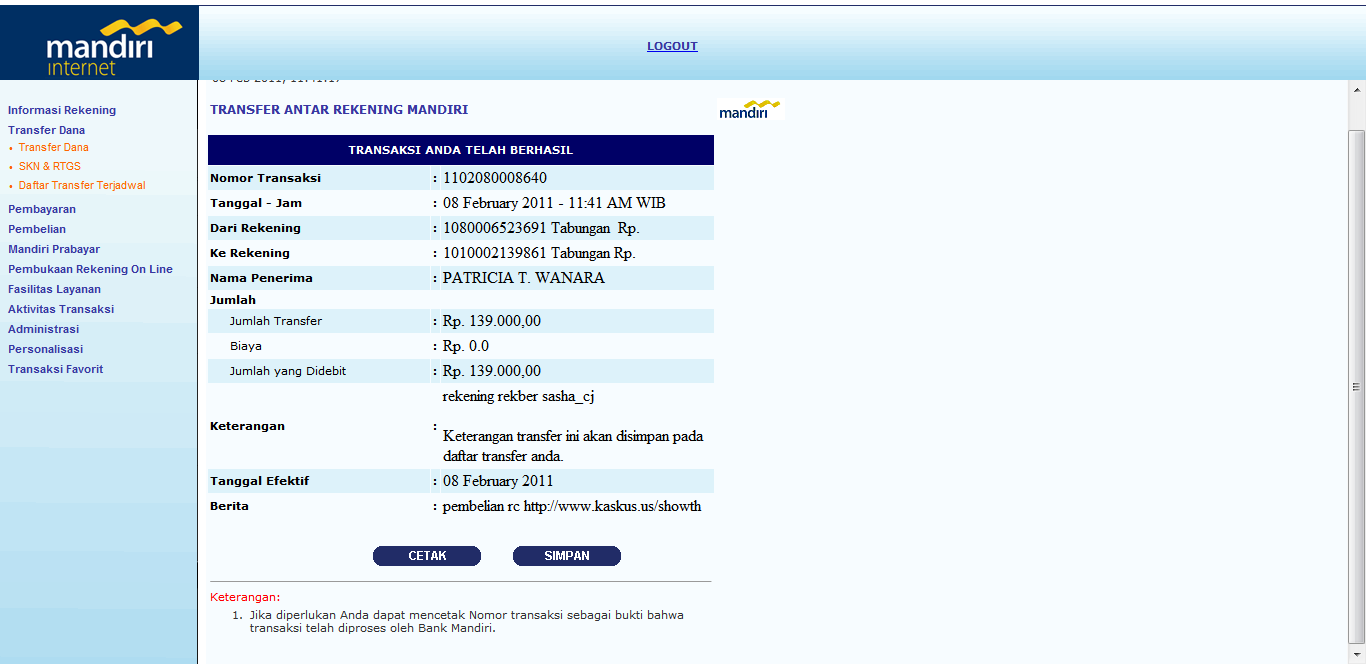 mandiri
internet
LOGOUT
Informasi Rekening
Transfer Dana
• Transfer Dana
• SKN & RTGS
• Daftar Transfer Terjadwal
Pembayaran
Pembelian
Mandiri Prabayar
Pembukaan Rekening On Line
Fasilitas Layanan
Aktivitas Transaksi
Administrasi
Personalisasi
Transaksi Favorit
TRANSFER ANTAR REKENING MANDIRI
mandiri
TRANSAKSI ANDA TELAH BERHASIL
Nomor Transaksi : 1102080008640
Tanggal - Jam : 08 February 2011 - 11:41 AM WIB
Dari Rekening : 1080006523691 Tabungan Rp.
Ke Rekening : 1010002139861 Tabungan Rp.
Nama Penerima : PATRICIA T. WANARA
Jumlah
Jumlah Transfer : Rp. 139.000,00
Biaya : Rp. 0.0
Jumlah yang Didebit : Rp. 139.000,00
rekening rekber sasha_cj
Keterangan :
Keterangan transfer ini akan disimpan pada
daftar transfer anda.
Tanggal Efektif : 08 February 2011
Berita : pembelian rc http://www.kaskus.us/showth
CETAK SIMPAN
Keterangan:
1. Jika diperlukan Anda dapat mencetak Nomor transaksi sebagai bukti bahwa
transaksi telah diproses oleh Bank Mandiri.